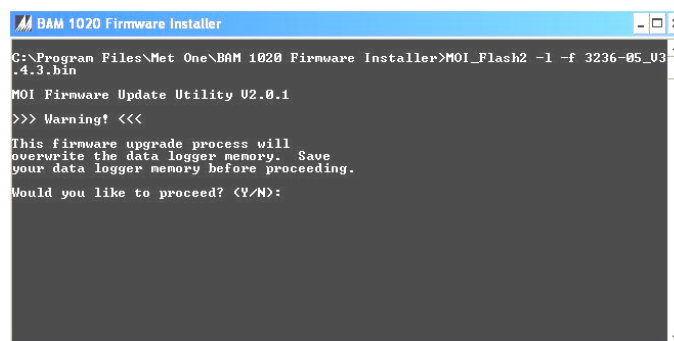 BAM 1020 Firmware Installer
C:\Program Files\Met One\BAM 1020 Firmware Installer>MOI_Flash2 -l -f 3236-05_V3
.4.3.bin
MOI Firmware Update Utility V2.0.1
>>> Warning! <<<
This firmware upgrade process will
overwrite the data logger memory.  Save
your data logger memory before proceeding.
Would you like to proceed? (Y/N):